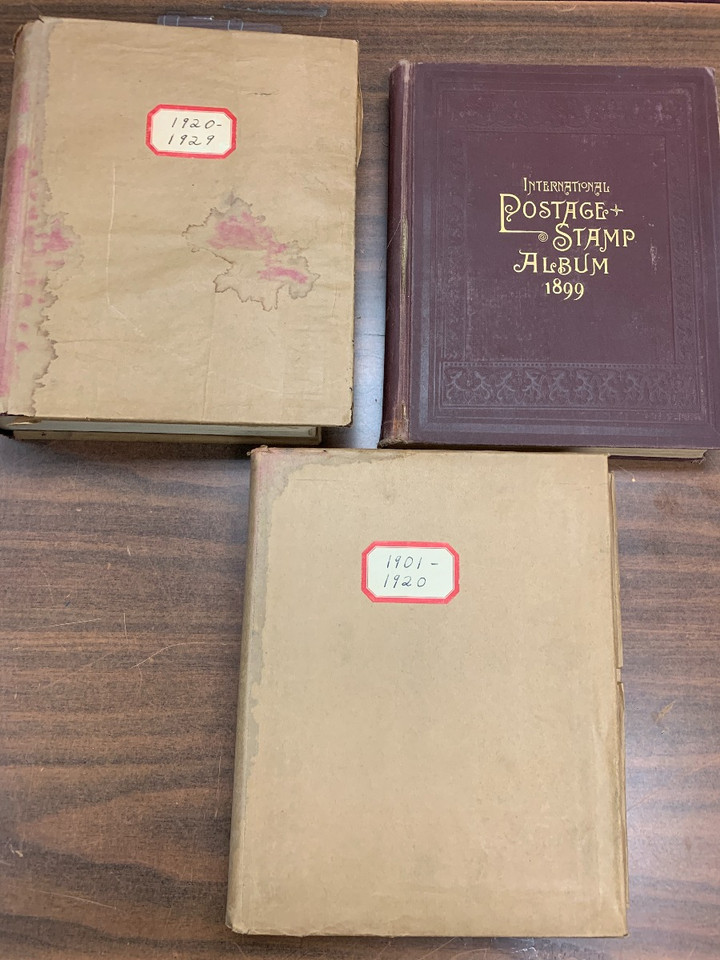 1920-
1929
INTERNATIONAL
POSTAGE
STAMP
ALBUM
1899
1901-
1920